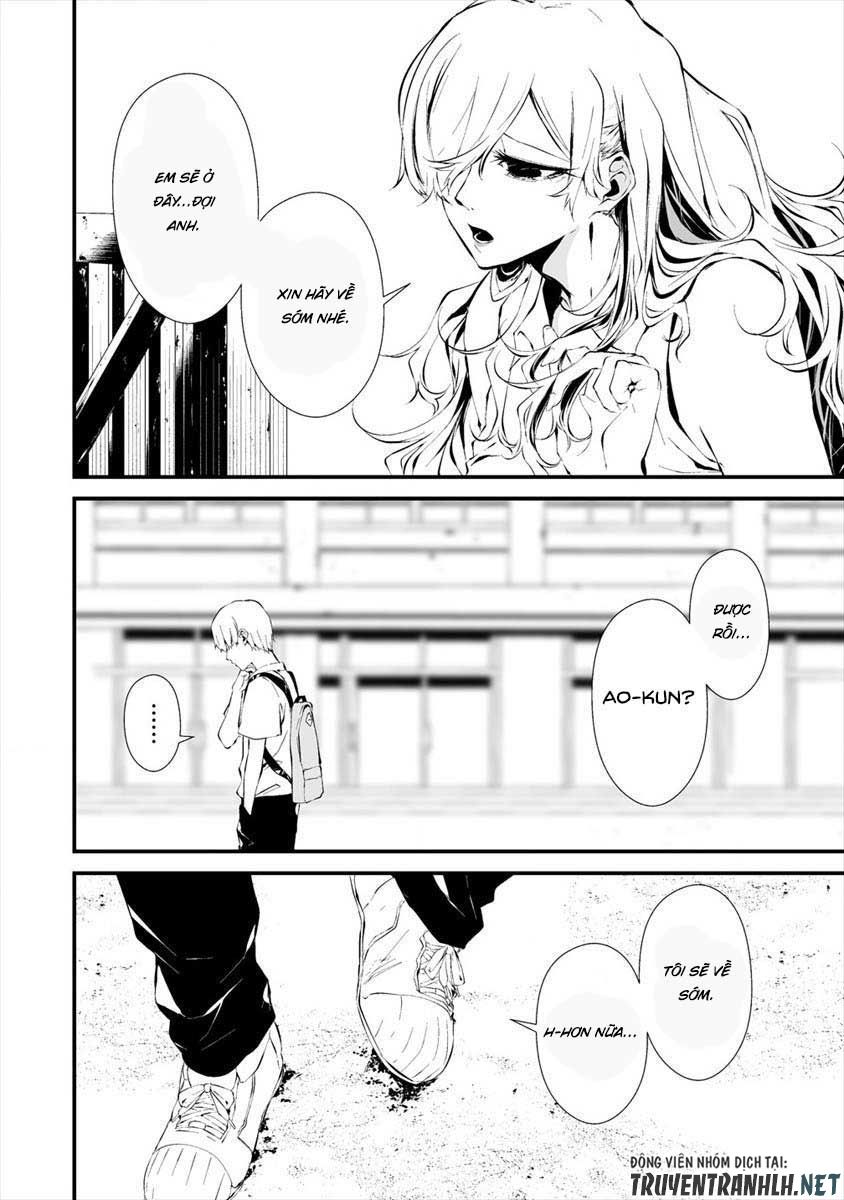 XIN HÃY VỀ
SỚM NHÉ.
EM SẼ Ở
ĐÂY...ĐỢI
ANH.
ĐƯỢC
RỒI...
AO-KUN?
......
TÔI SẼ VỀ
SỚM.
H-HƠN NỮA...
ĐỘNG VIÊN NHÓM DỊCH TẠI:
TRUYENTRANHLH.NET